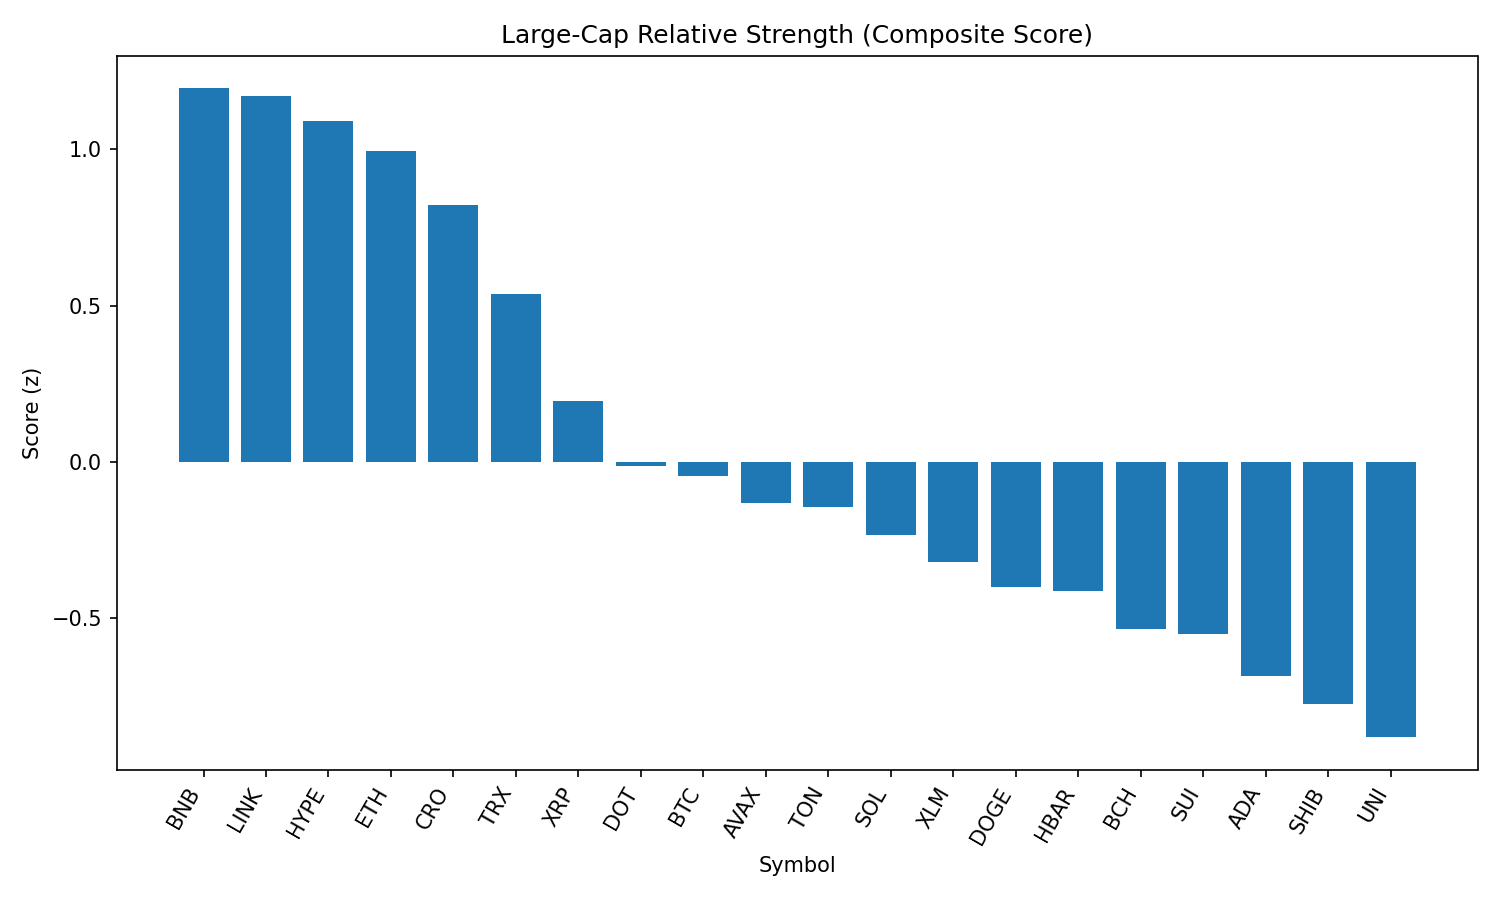 Large-Cap Relative Strength (Composite Score)
Score (z)
1.0
0.5
0.0
−0.5
BNB
LINK
HYPE
ETH
CRO
TRX
XRP
DOT
BTC
AVAX
TON
SOL
XLM
DOGE
HBAR
BCH
SUI
ADA
SHIB
UNI
Symbol